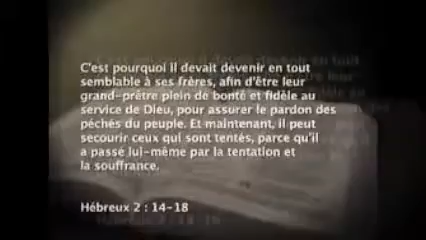 C'est pourquoi il devait devenir en tout
semblable à ses frères, afin d'être leur
grand-prêtre plein de bonté et fidèle au
service de Dieu, pour assurer le pardon des
péchés du peuple. Et maintenant, il peut
secourir ceux qui sont tentés, parce qu'il
a passé lui-même par la tentation et
la souffrance.
Hébreux 2 : 14-18